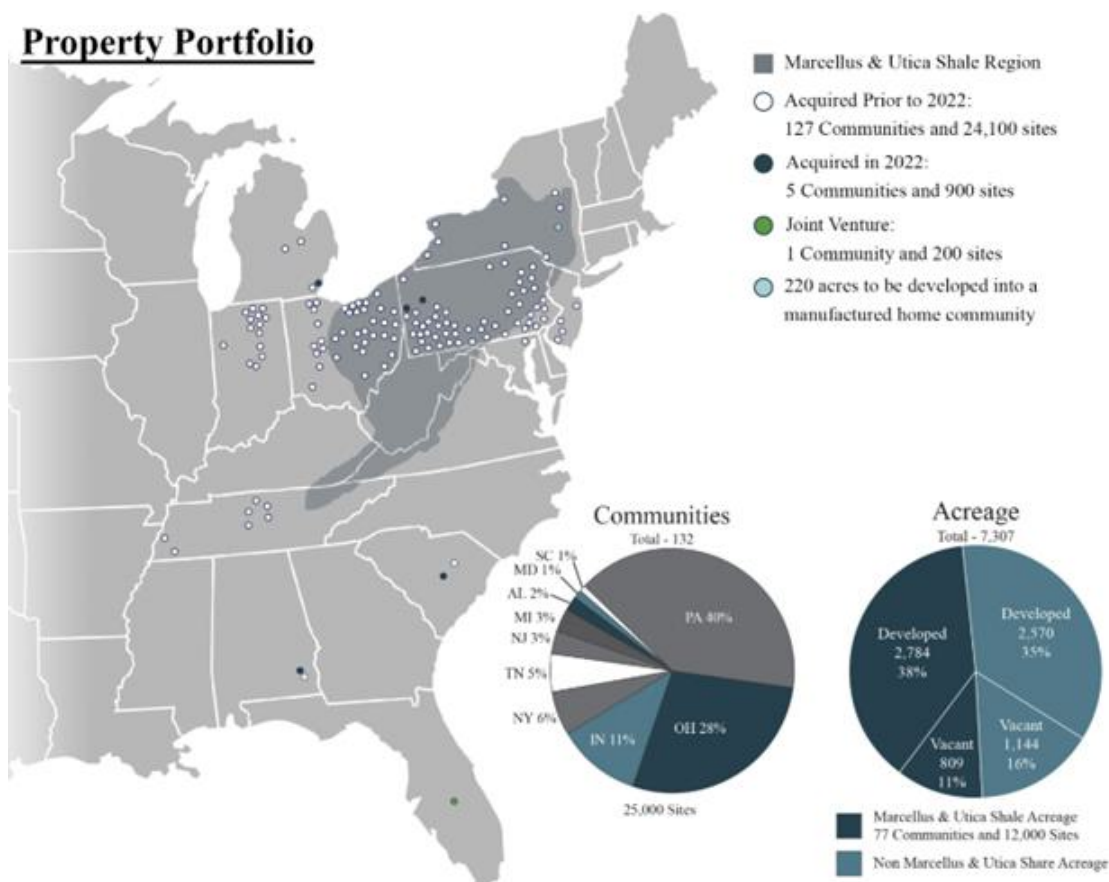 Property Portfolio
Marcellus & Utica Shale Region
Acquired Prior to 2022:
127 Communities and 24,100 sites
Acquired in 2022:
5 Communities and 900 sites
Joint Venture:
1 Community and 200 sites
220 acres to be developed into a
manufactured home community
Communities
Total - 132
SC 1%
MD 1%
AL 2%
MI 3%
NJ 3%
TN 5%
NY 6%
IN 11%
OH 28%
PA 40%
25,000 Sites
Acreage
Total - 7,307
Developed
2,784
38%
Developed
2,570
35%
Vacant
809
11%
Vacant
1,144
16%
Marcellus & Utica Shale Acreage
77 Communities and 12,000 Sites
Non Marcellus & Utica Share Acreage